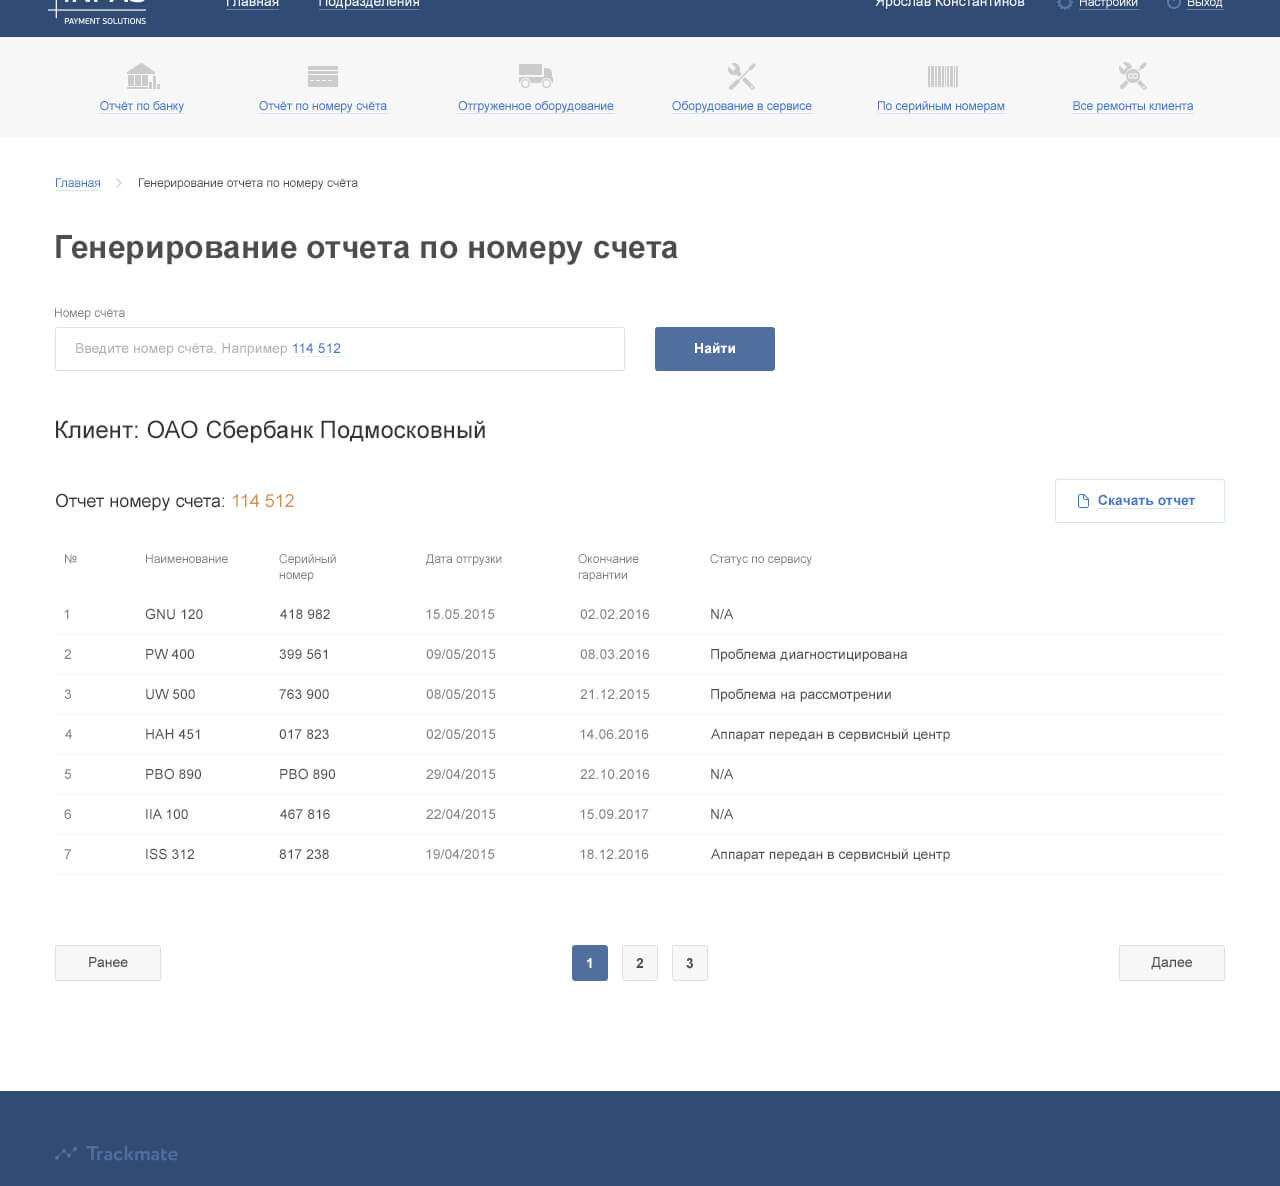 INPAS
PAYMENT SOLUTIONS
Главная Подразделения Ярослав Константинов Настройки Выход
Отчёт по банку Отчёт по номеру счёта Отгруженное оборудование Оборудование в сервисе По серийным номерам Все ремонты клиента
Главная Генерирование отчета по номеру счёта
Генерирование отчета по номеру счета
Номер счёта
Введите номер счёта. Например 114 512 Найти
Клиент: ОАО Сбербанк Подмосковный
Отчет номеру счета: 114 512 Скачать отчет
№ Наименование Серийный номер Дата отгрузки Окончание гарантии Статус по сервису
1 GNU 120 418 982 15.05.2015 02.02.2016 N/A
2 PW 400 399 561 09/05/2015 08.03.2016 Проблема диагностицирована
3 UW 500 763 900 08/05/2015 21.12.2015 Проблема на рассмотрении
4 HAH 451 017 823 02/05/2015 14.06.2016 Аппарат передан в сервисный центр
5 PBO 890 PBO 890 29/04/2015 22.10.2016 N/A
6 IIA 100 467 816 22/04/2015 15.09.2017 N/A
7 ISS 312 817 238 19/04/2015 18.12.2016 Аппарат передан в сервисный центр
Ранее 1 2 3 Далее
Trackmate